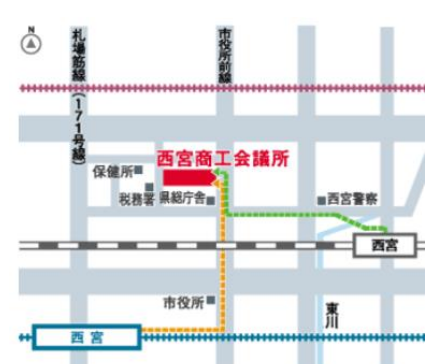 N
札場筋線（171号線）
市役所前線
西宮商工会議所
保健所
税務署
県総庁舎
西宮警察
西宮
市役所
東川
西宮